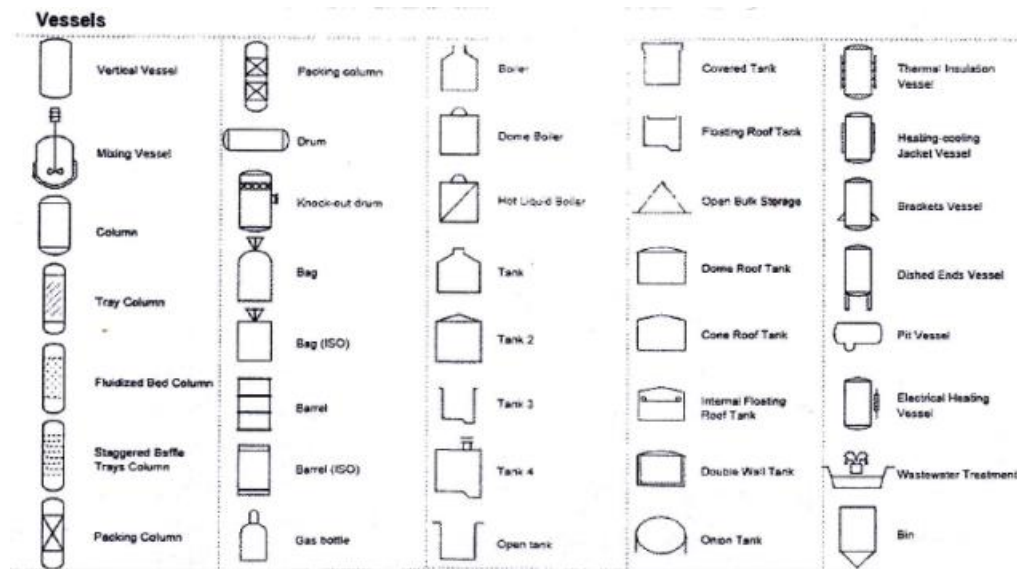 Vessels
Vertical Vessel
Mixing Vessel
Column
Tray Column
Fluidized Bed Column
Staggered Baffle
Trays Column
Packing Column
Packing column
Drum
Knock-out drum
Bag
Bag (ISO)
Barrel
Barrel (ISO)
Gas bottle
Boiler
Dome Boiler
Hot Liquid Boiler
Tank
Tank 2
Tank 3
Tank 4
Open tank
Covered Tank
Floating Roof Tank
Open Bulk Storage
Dome Roof Tank
Cone Roof Tank
Internal Floating
Roof Tank
Double Wall Tank
Onion Tank
Thermal Insulation
Vessel
Heating-cooling
Jacket Vessel
Brackets Vessel
Dished Ends Vessel
Pit Vessel
Electrical Heating
Vessel
Wastewater Treatment
Bin